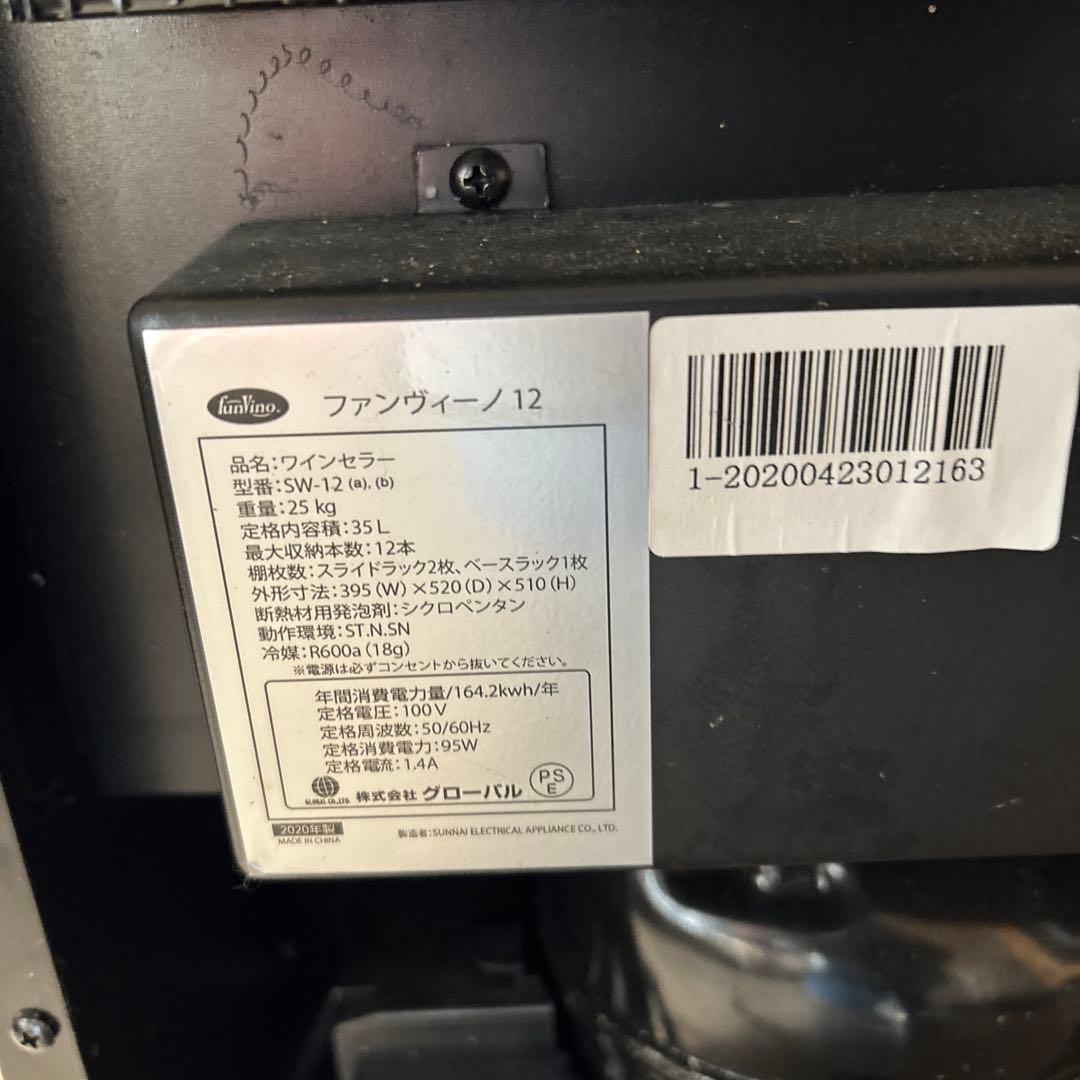 funVino. ファンヴィーノ 12
品名:ワインセラー
型番:SW-12 (a), (b)
重量:25 kg
定格内容積:35 L
最大収納本数:12本
棚枚数:スライドラック2枚、ベースラック1枚
外形寸法:395 (W) ×520 (D) × 510 (H)
断熱材用発泡剤:シクロペンタン
動作環境:ST.N.SN
冷媒:R600a (18g)
※電源は必ずコンセントから抜いてください。
年間消費電力量/164.2kwh/年
定格電圧:100V
定格周波数:50/60Hz
定格消費電力:95W
定格電流:1.4A
GLOBAL CO.,LTD. 株式会社 グローバル PSE
2020年製
MADE IN CHINA
製造者:SUNNAI ELECTRICAL APPLIANCE CO., LTD.
1-20200423012163